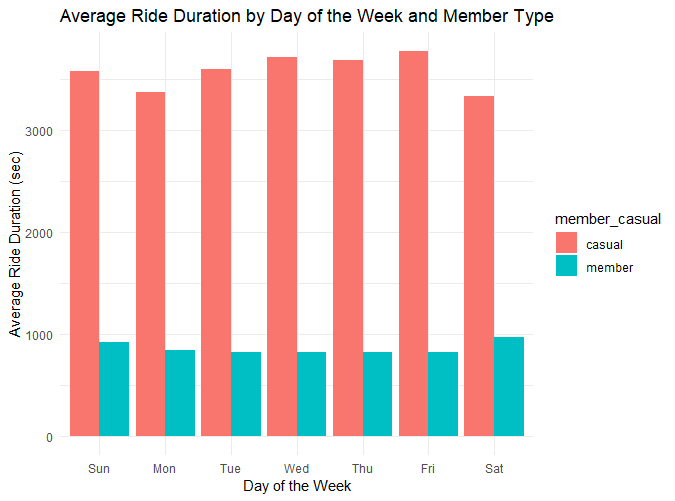 Average Ride Duration by Day of the Week and Member Type
Average Ride Duration (sec)
3000
2000
1000
0
Sun Mon Tue Wed Thu Fri Sat
Day of the Week
member_casual
casual
member